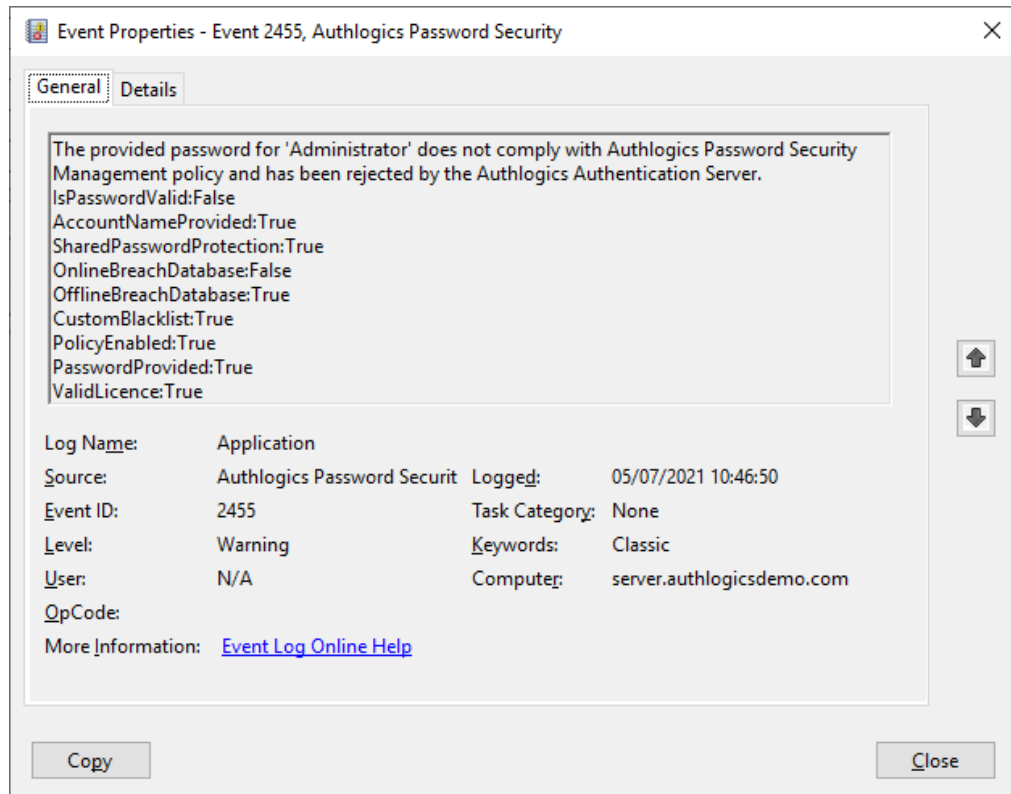 Event Properties - Event 2455, Authlogics Password Security
General Details
The provided password for 'Administrator' does not comply with Authlogics Password Security
Management policy and has been rejected by the Authlogics Authentication Server.
IsPasswordValid:False
AccountNameProvided:True
SharedPasswordProtection:True
OnlineBreachDatabase:False
OfflineBreachDatabase:True
CustomBlacklist:True
PolicyEnabled:True
PasswordProvided:True
ValidLicence:True
Log Name: Application
Source: Authlogics Password Securit Logged: 05/07/2021 10:46:50
Event ID: 2455 Task Category: None
Level: Warning Keywords: Classic
User: N/A Computer: server.authlogicsdemo.com
OpCode:
More Information: Event Log Online Help
Copy Close